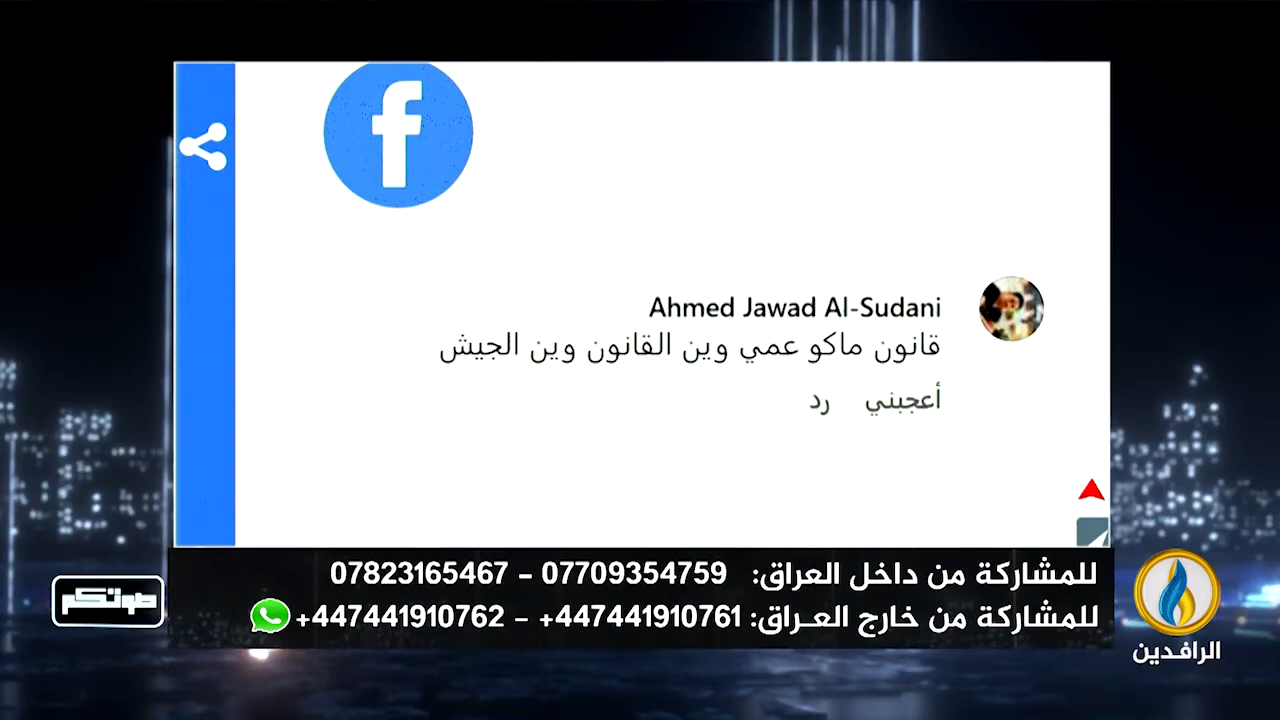 Ahmed Jawad Al-Sudani
قانون ماكو عمي وين القانون وين الجيش
أعجبني رد
للمشاركة من داخل العراق: 07709354759 - 07823165467
للمشاركة من خارج العـراق: 447441910761+ - 447441910762+
صوتكم
الرافدين